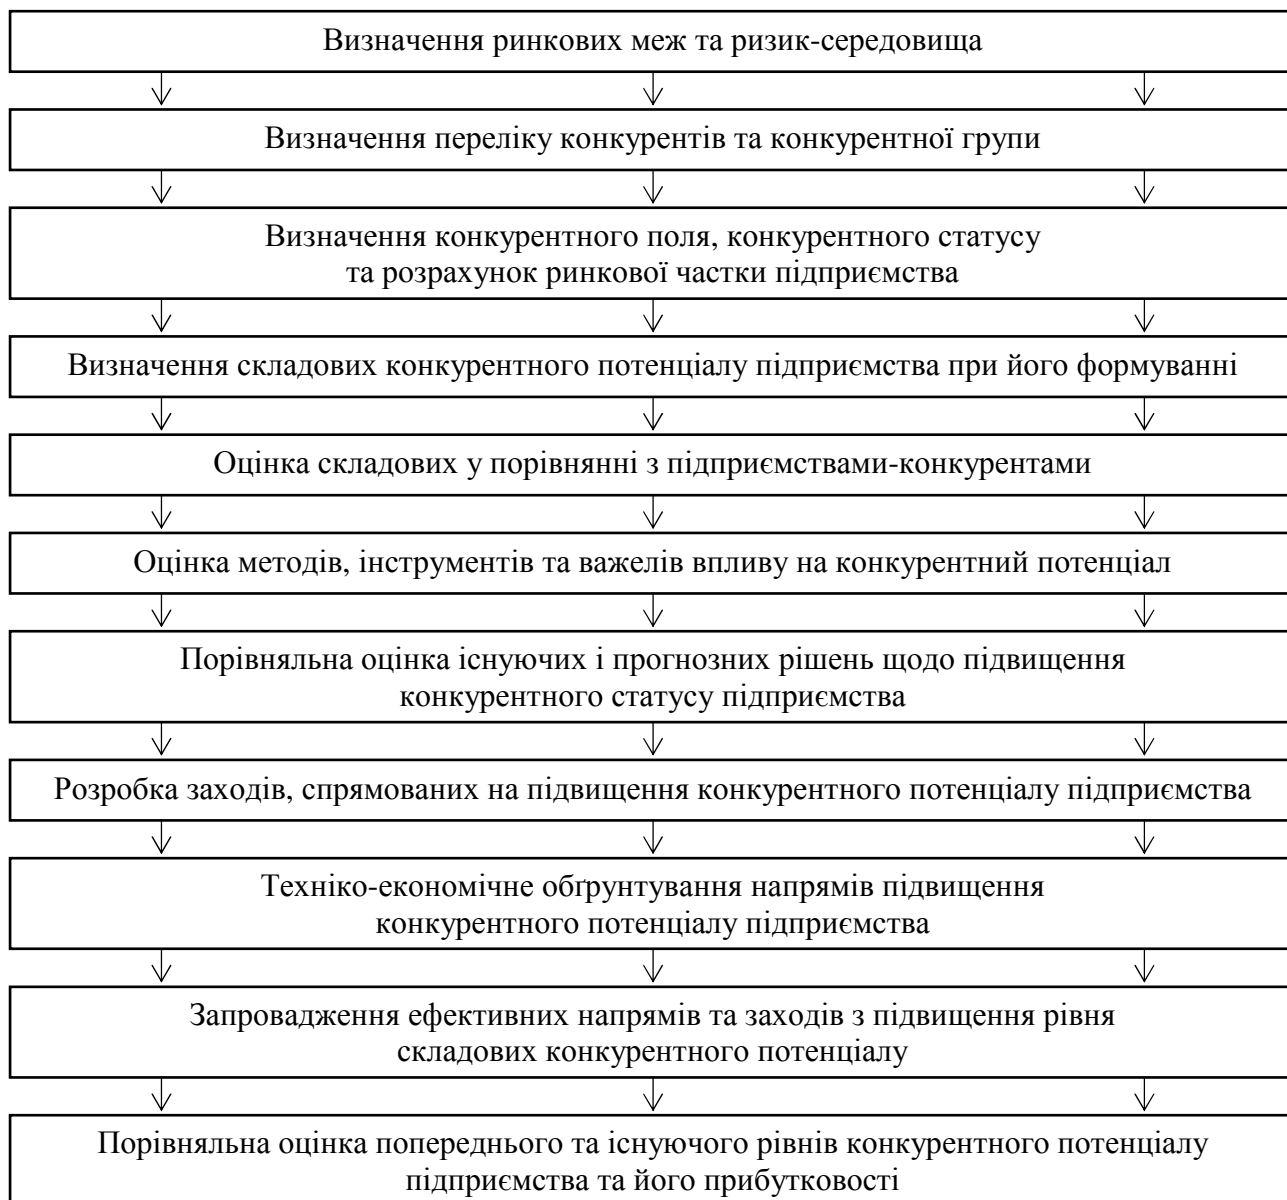 Визначення ринкових меж та ризик-середовища
Визначення переліку конкурентів та конкурентної групи
Визначення конкурентного поля, конкурентного статусу
та розрахунок ринкової частки підприємства
Визначення складових конкурентного потенціалу підприємства при його формуванні
Оцінка складових у порівнянні з підприємствами-конкурентами
Оцінка методів, інструментів та важелів впливу на конкурентний потенціал
Порівняльна оцінка існуючих і прогнозних рішень щодо підвищення
конкурентного статусу підприємства
Розробка заходів, спрямованих на підвищення конкурентного потенціалу підприємства
Техніко-економічне обґрунтування напрямів підвищення
конкурентного потенціалу підприємства
Запровадження ефективних напрямів та заходів з підвищення рівня
складових конкурентного потенціалу
Порівняльна оцінка попереднього та існуючого рівнів конкурентного потенціалу
підприємства та його прибутковості